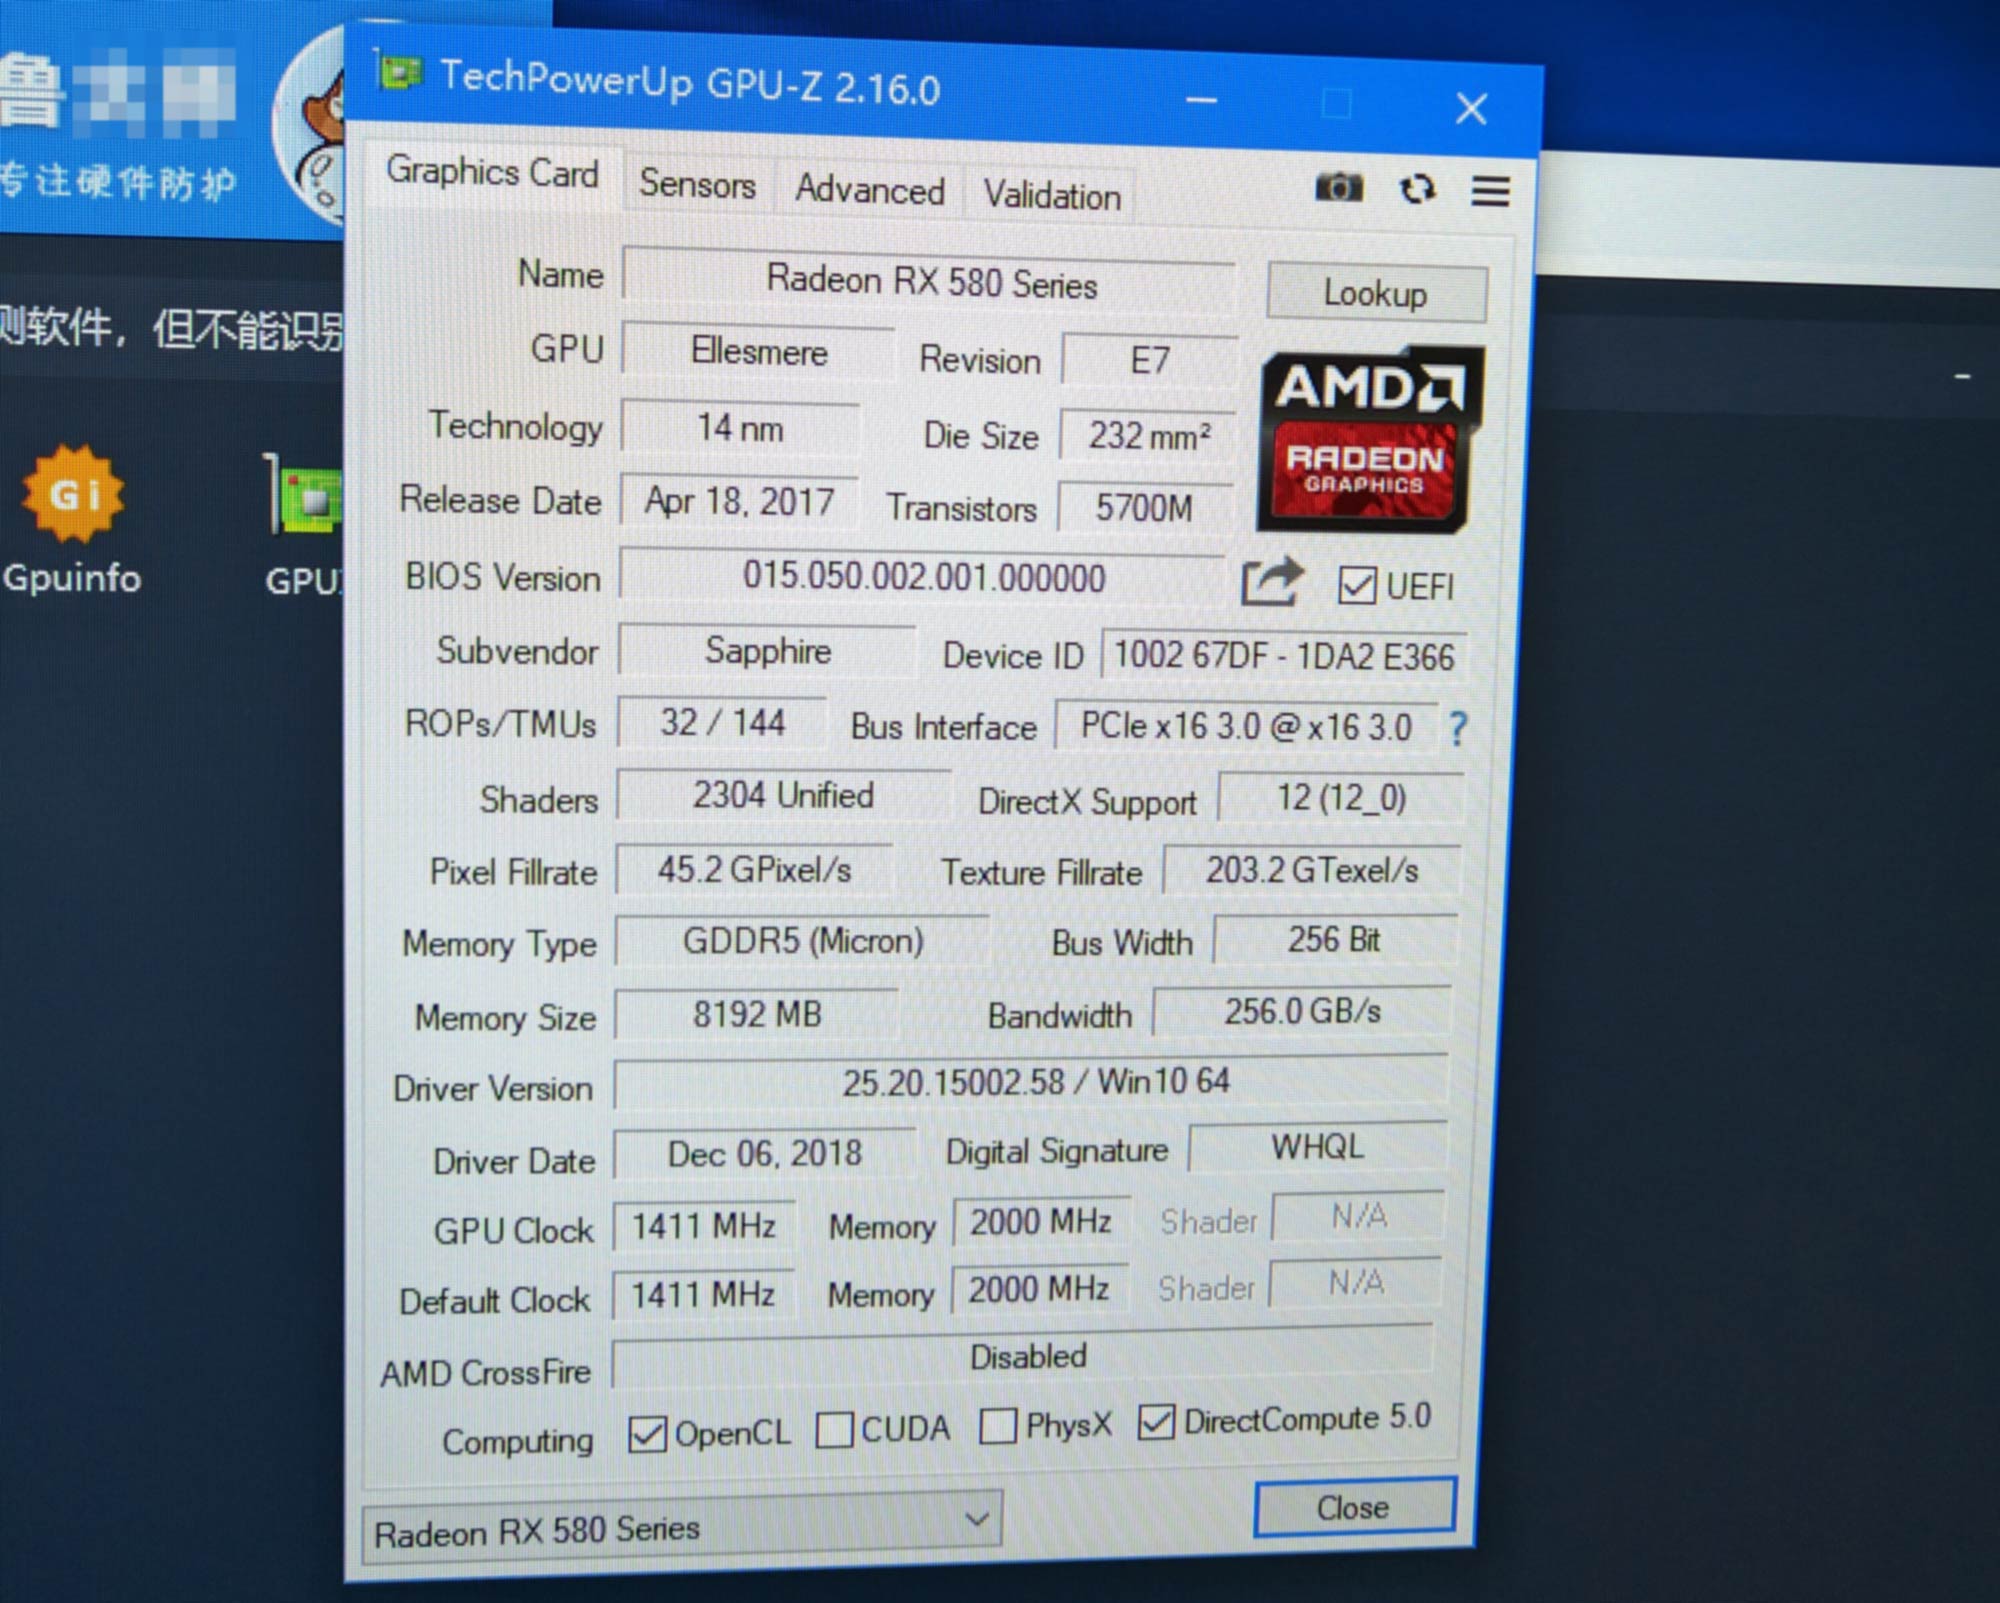 鲁
专注硬件防护
测软件，但不能识别
Gi
Gpuinfo
GPU
TechPowerUp GPU-Z 2.16.0
Graphics Card Sensors Advanced Validation
Name Radeon RX 580 Series Lookup
GPU Ellesmere Revision E7
AMD
RADEON
GRAPHICS
Technology 14 nm Die Size 232 mm²
Release Date Apr 18, 2017 Transistors 5700M
BIOS Version 015.050.002.001.000000 UEFI
Subvendor Sapphire Device ID 1002 67DF - 1DA2 E366
ROPs/TMUs 32 / 144 Bus Interface PCIe x16 3.0 @ x16 3.0 ?
Shaders 2304 Unified DirectX Support 12 (12_0)
Pixel Fillrate 45.2 GPixel/s Texture Fillrate 203.2 GTexel/s
Memory Type GDDR5 (Micron) Bus Width 256 Bit
Memory Size 8192 MB Bandwidth 256.0 GB/s
Driver Version 25.20.15002.58 / Win10 64
Driver Date Dec 06, 2018 Digital Signature WHQL
GPU Clock 1411 MHz Memory 2000 MHz Shader N/A
Default Clock 1411 MHz Memory 2000 MHz Shader N/A
AMD CrossFire Disabled
Computing OpenCL CUDA PhysX DirectCompute 5.0
Radeon RX 580 Series Close